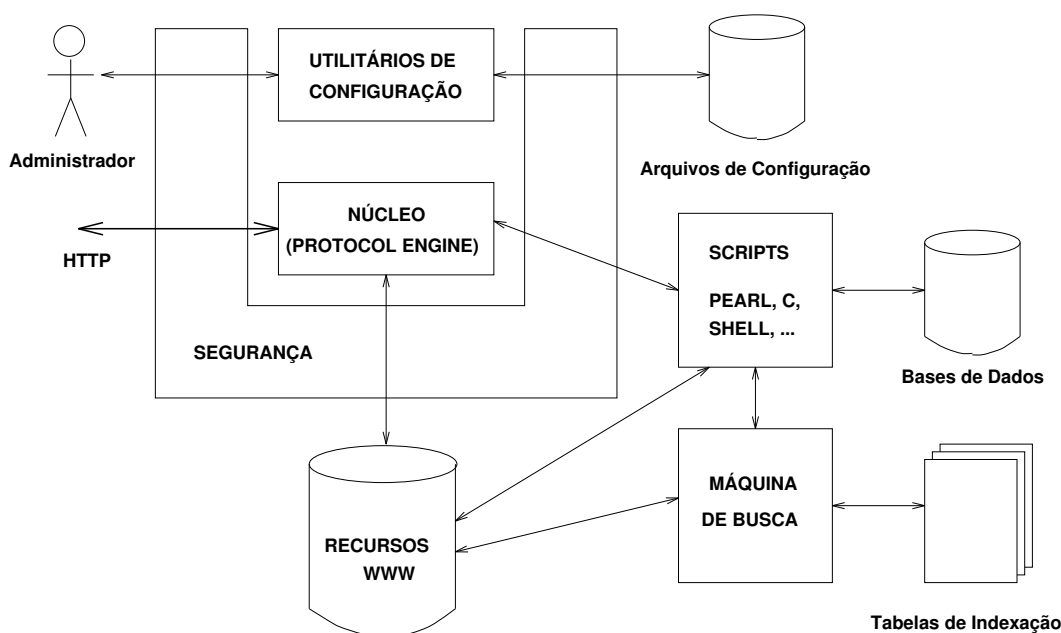 UTILITÁRIOS DE
CONFIGURAÇÃO
Administrador
Arquivos de Configuração
NÚCLEO
(PROTOCOL ENGINE)
HTTP
SCRIPTS
PEARL, C,
SHELL, ...
SEGURANÇA
Bases de Dados
MÁQUINA
DE BUSCA
RECURSOS
WWW
Tabelas de Indexação